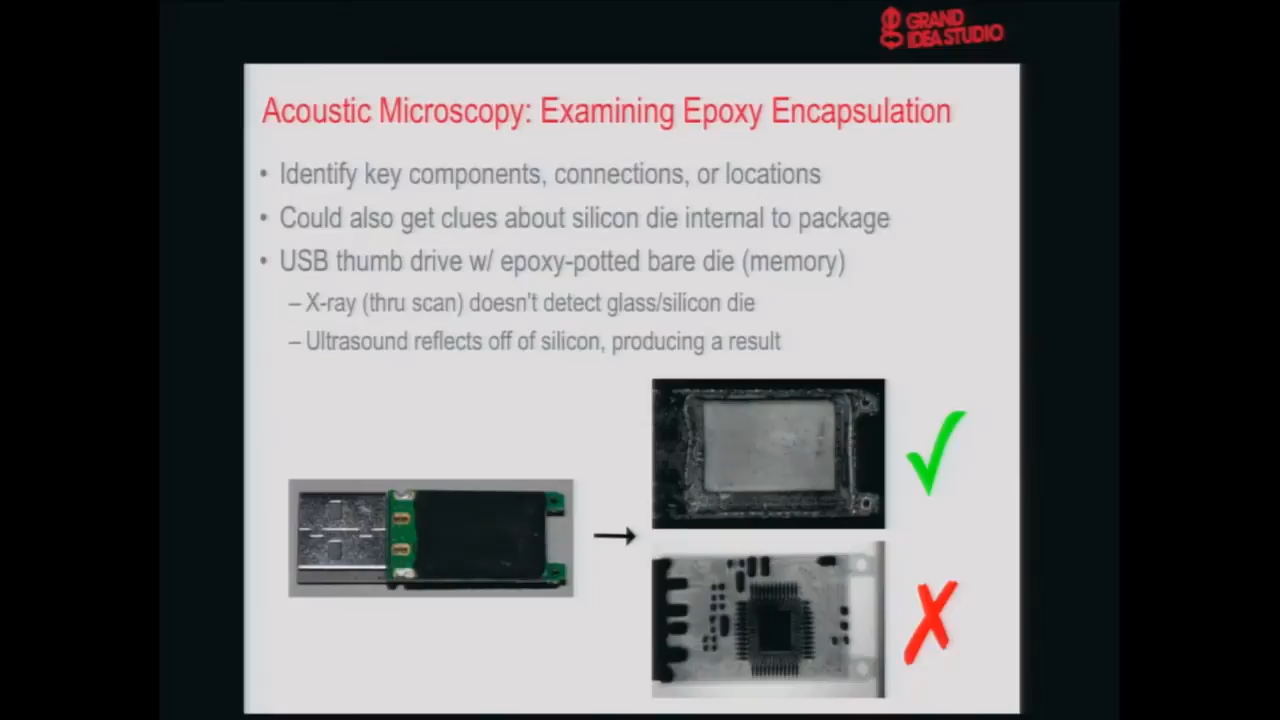 GRAND
IDEA STUDIO
Acoustic Microscopy: Examining Epoxy Encapsulation
• Identify key components, connections, or locations
• Could also get clues about silicon die internal to package
• USB thumb drive w/ epoxy-potted bare die (memory)
– X-ray (thru scan) doesn't detect glass/silicon die
– Ultrasound reflects off of silicon, producing a result